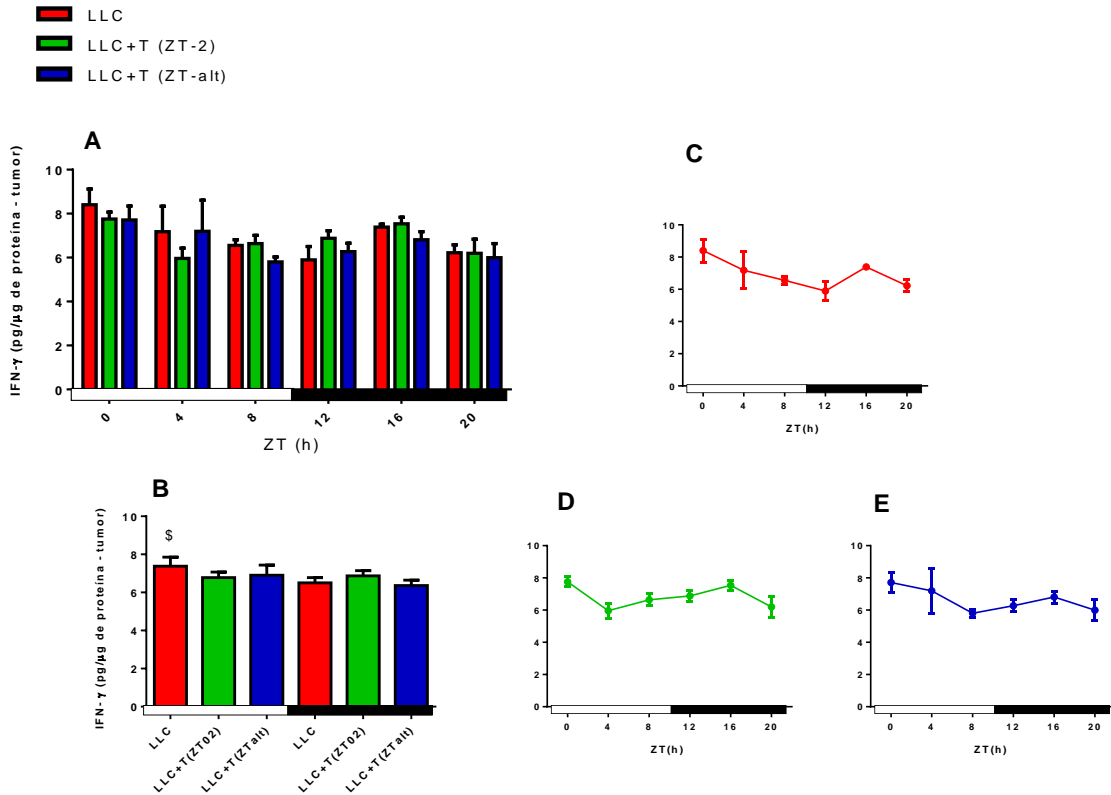 LLC
LLC+T (ZT-2)
LLC+T (ZT-alt)
A
IFN-γ (pg/µg de proteína - tumor)
10
8
6
4
2
0
0
4
8
12
16
20
ZT (h)
C
10
8
6
4
2
0
0
4
8
12
16
20
ZT(h)
B
IFN-γ (pg/µg de proteína - tumor)
10
8
6
4
2
0
$
LLC
LLC+T(ZT02)
LLC+T(ZTalt)
LLC
LLC+T(ZT02)
LLC+T(ZTalt)
D
10
8
6
4
2
0
0
4
8
12
16
20
ZT(h)
E
10
8
6
4
2
0
0
4
8
12
16
20
ZT(h)